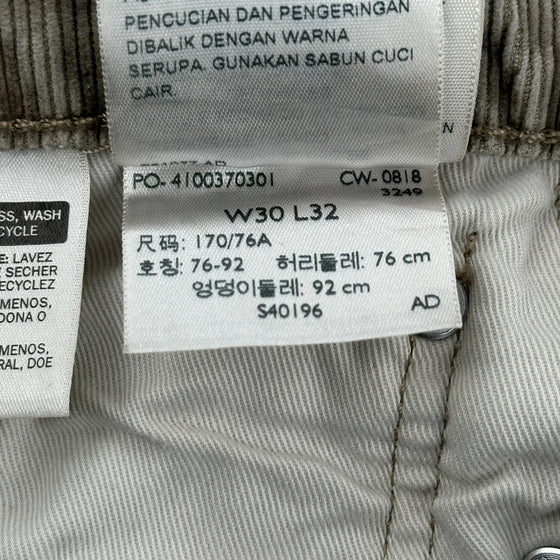 PENCUCIAN DAN PENGERINGAN
DIBALIK DENGAN WARNA
SERUPA. GUNAKAN SABUN CUCI
CAIR.
PO- 4100370301 CW- 0818
3249
W30 L32
尺码: 170/76A
호칭: 76-92 허리둘레: 76 cm
엉덩이둘레: 92 cm
S40196 AD
SS, WASH
CYCLE
E: LAVEZ
Z SECHER
ECYCLEZ
MENOS,
DONA O
MENOS,
RAL, DOE
N